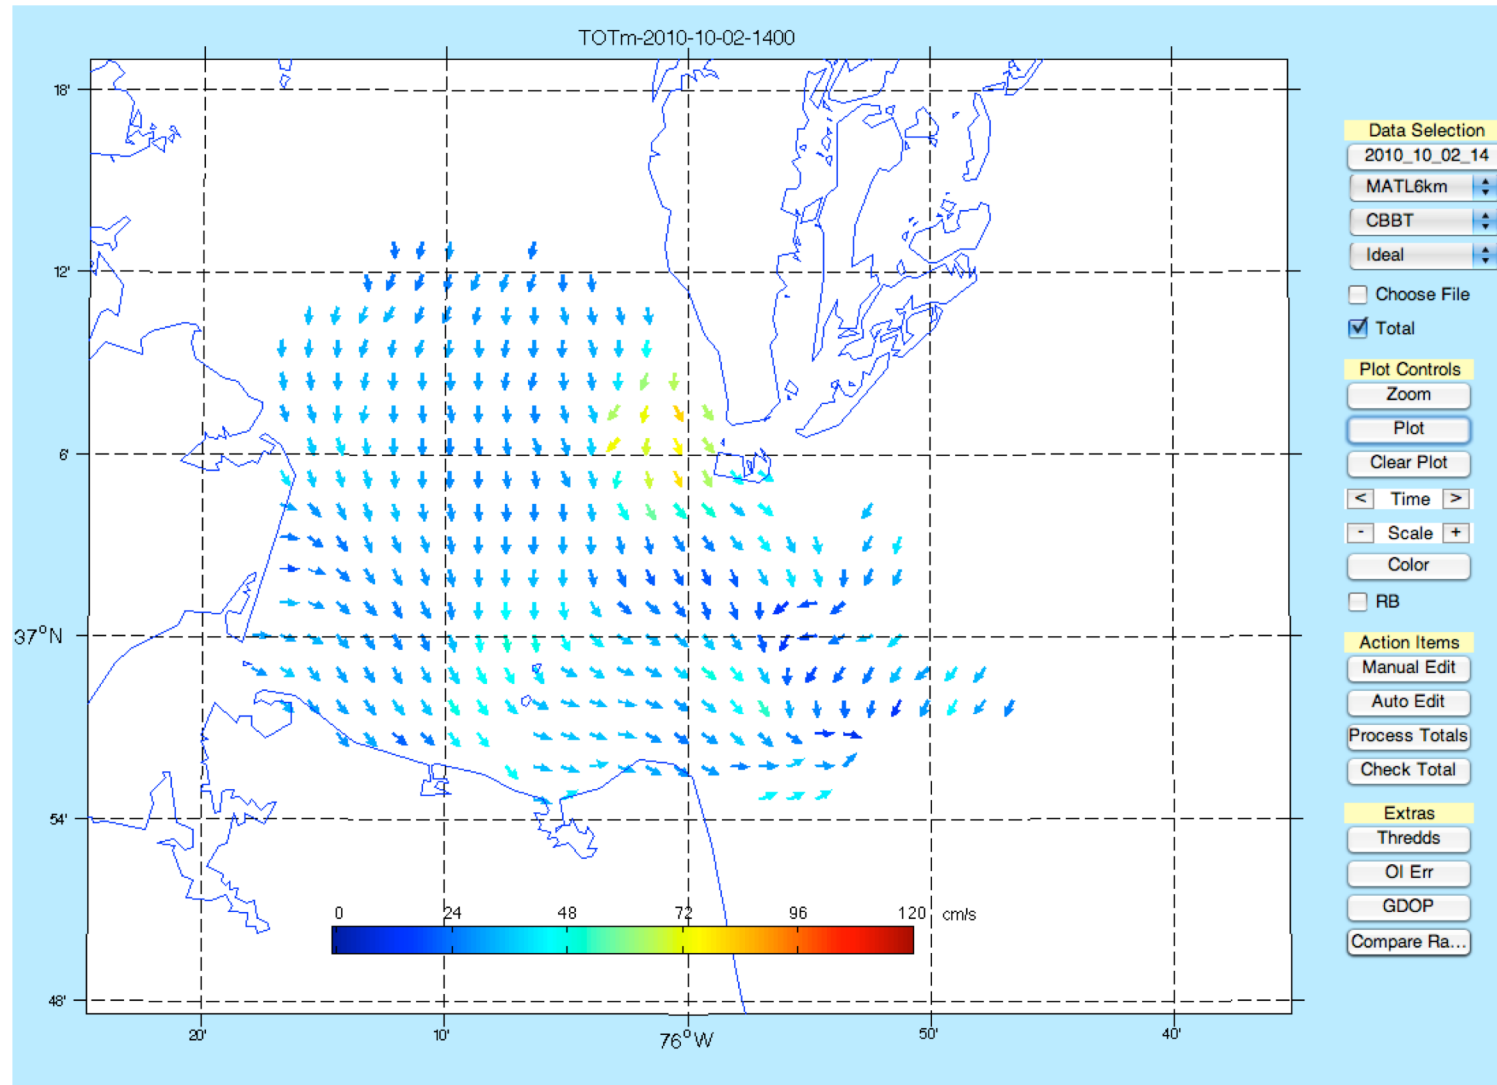 TOTm-2010-10-02-1400
18'
12'
6'
37°N
54'
48'
20'
10'
76°W
50'
40'
0 24 48 72 96 120 cm/s
Data Selection
2010_10_02_14
MATL6km
CBBT
Ideal
Choose File
Total
Plot Controls
Zoom
Plot
Clear Plot
< Time >
- Scale +
Color
RB
Action Items
Manual Edit
Auto Edit
Process Totals
Check Total
Extras
Thredds
OI Err
GDOP
Compare Ra...